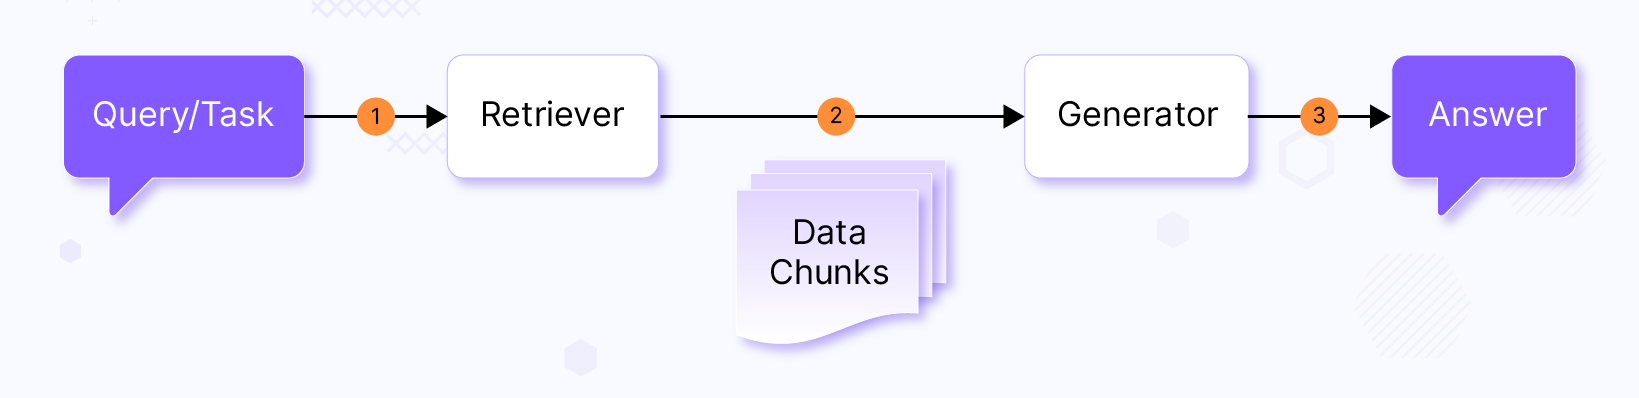 Query/Task
1
Retriever
2
Generator
3
Answer
Data
Chunks